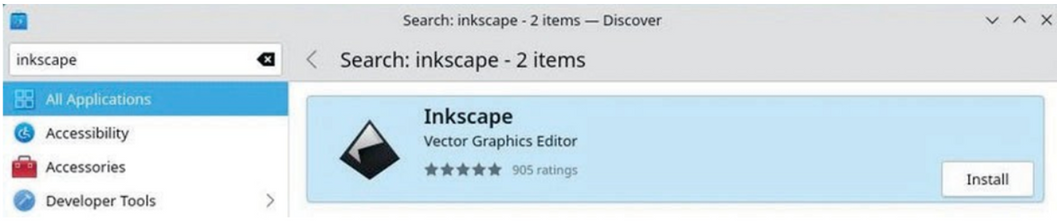 Search: inkscape - 2 items — Discover
inkscape
Search: inkscape - 2 items
All Applications
Accessibility
Accessories
Developer Tools
Inkscape
Vector Graphics Editor
905 ratings
Install